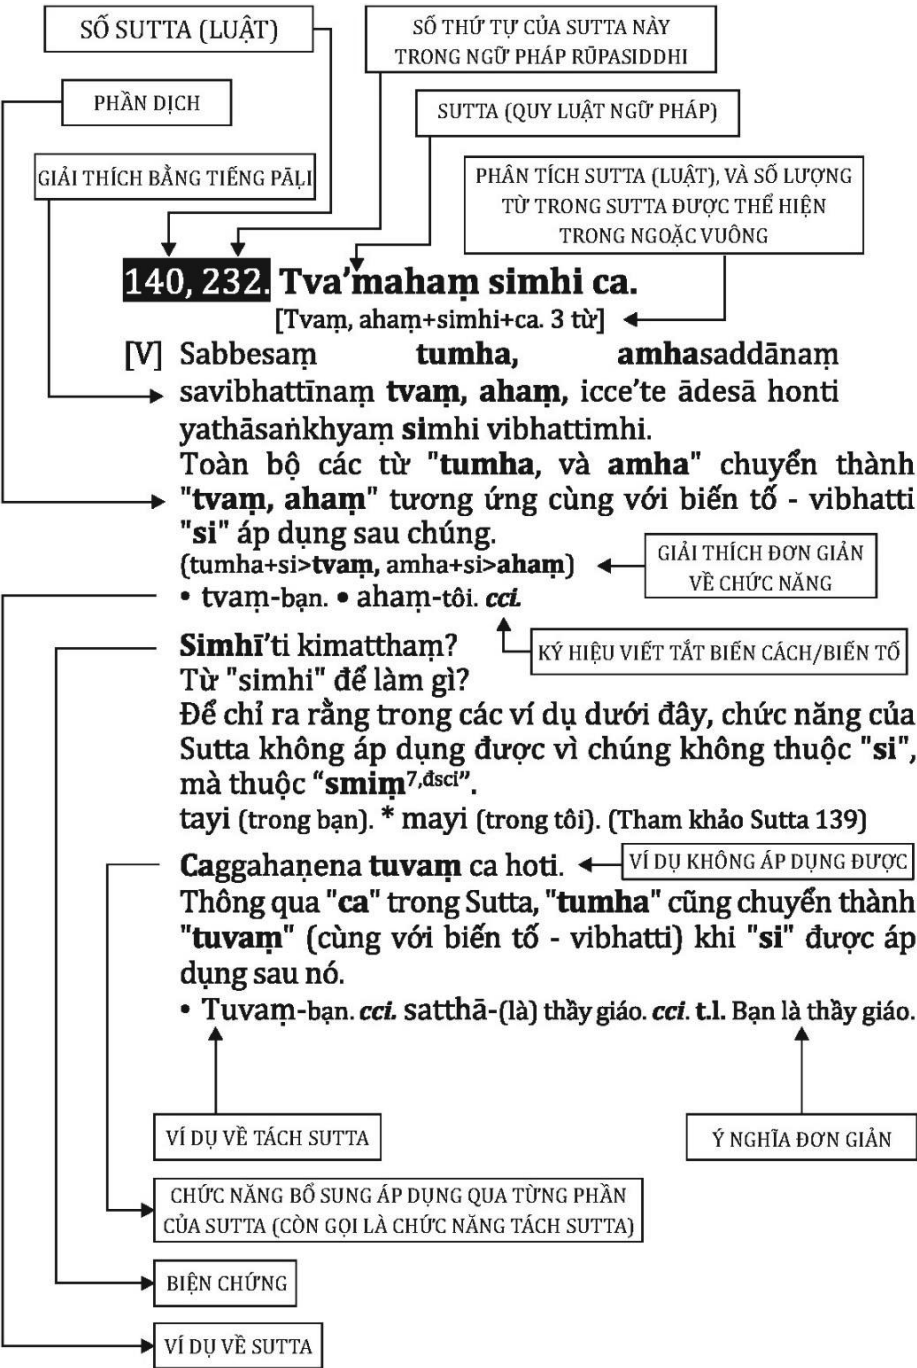 SỐ SUTTA (LUẬT)
SỐ THỨ TỰ CỦA SUTTA NÀY
TRONG NGỮ PHÁP RŪPASIDDHI
PHẦN DỊCH
SUTTA (QUY LUẬT NGỮ PHÁP)
GIẢI THÍCH BẰNG TIẾNG PĀḶI
PHÂN TÍCH SUTTA (LUẬT), VÀ SỐ LƯỢNG
TỪ TRONG SUTTA ĐƯỢC THỂ HIỆN
TRONG NGOẶC VUÔNG
140, 232. Tva’mahaṃ simhi ca.
[Tvaṃ, ahaṃ+simhi+ca. 3 từ]
[V] Sabbesaṃ tumha, amhasaddānaṃ
savibhattīnaṃ tvaṃ, ahaṃ, icce’te ādesā honti
yathāsaṅkhyaṃ simhi vibhattimhi.
Toàn bộ các từ "tumha, và amha" chuyển thành
"tvaṃ, ahaṃ" tương ứng cùng với biến tố - vibhatti
"si" áp dụng sau chúng.
(tumha+si>tvaṃ, amha+si>ahaṃ)
GIẢI THÍCH ĐƠN GIẢN
VỀ CHỨC NĂNG
• tvaṃ-bạn. • ahaṃ-tôi. cci.
Simhī’ti kimatthaṃ?
KÝ HIỆU VIẾT TẮT BIẾN CÁCH/BIẾN TỐ
Từ "simhi" để làm gì?
Để chỉ ra rằng trong các ví dụ dưới đây, chức năng của
Sutta không áp dụng được vì chúng không thuộc "si",
mà thuộc “smiṃ7,đsci”.
tayi (trong bạn). * mayi (trong tôi). (Tham khảo Sutta 139)
Caggahaṇena tuvaṃ ca hoti.
VÍ DỤ KHÔNG ÁP DỤNG ĐƯỢC
Thông qua "ca" trong Sutta, "tumha" cũng chuyển thành
"tuvaṃ" (cùng với biến tố - vibhatti) khi "si" được áp
dụng sau nó.
• Tuvaṃ-bạn. cci. satthā-(là) thầy giáo. cci. t.l. Bạn là thầy giáo.
VÍ DỤ VỀ TÁCH SUTTA
Ý NGHĨA ĐƠN GIẢN
CHỨC NĂNG BỔ SUNG ÁP DỤNG QUA TỪNG PHẦN
CỦA SUTTA (CÒN GỌI LÀ CHỨC NĂNG TÁCH SUTTA)
BIỆN CHỨNG
VÍ DỤ VỀ SUTTA